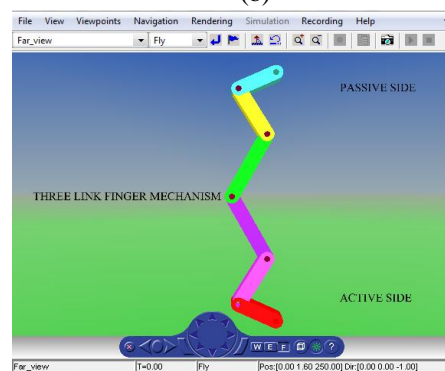 File View Viewpoints Navigation Rendering Simulation Recording Help
Far_view Fly
PASSIVE SIDE
THREE LINK FINGER MECHANISM
ACTIVE SIDE
W E F ?
Far_view T=0.00 Fly Pos:[0.00 1.60 250.00] Dir:[0.00 0.00 -1.00]